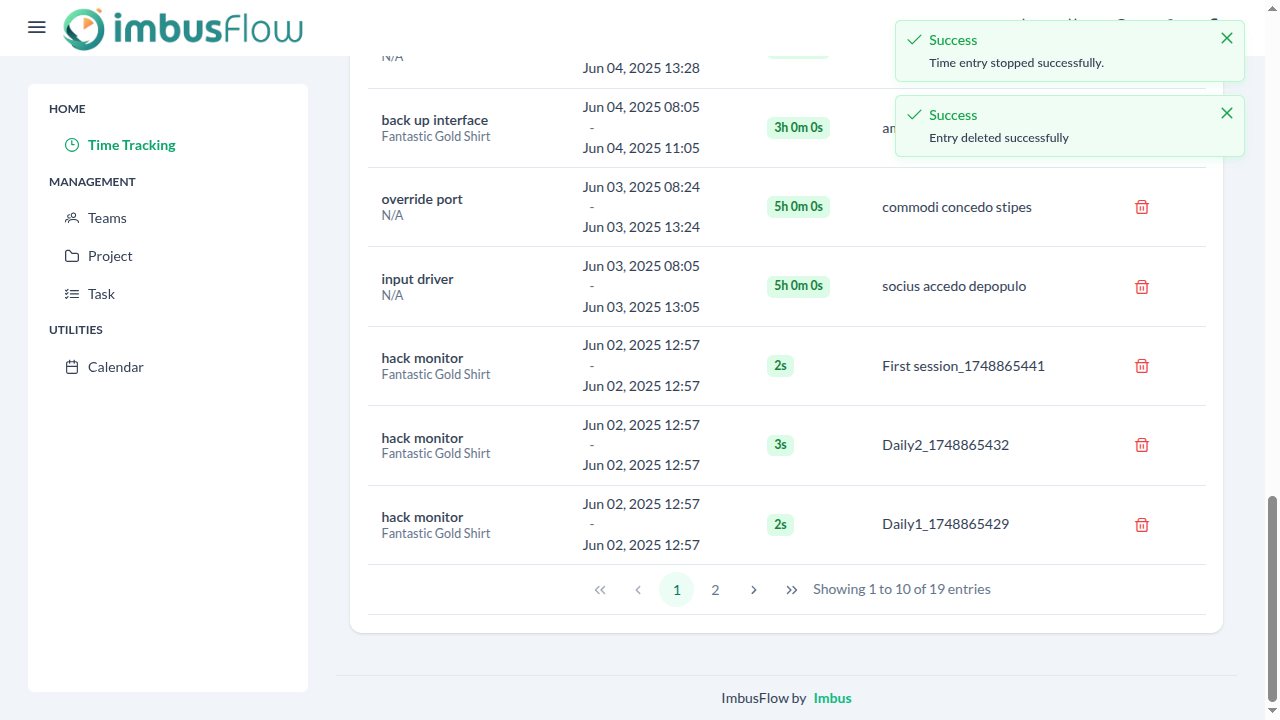 imbusFlow
Success
Time entry stopped successfully.
Success
Entry deleted successfully
HOME
Time Tracking
MANAGEMENT
Teams
Project
Task
UTILITIES
Calendar
N/A
Jun 04, 2025 13:28
back up interface
Fantastic Gold Shirt
Jun 04, 2025 08:05
-
Jun 04, 2025 11:05
3h 0m 0s
override port
N/A
Jun 03, 2025 08:24
-
Jun 03, 2025 13:24
5h 0m 0s
commodi concedo stipes
input driver
N/A
Jun 03, 2025 08:05
-
Jun 03, 2025 13:05
5h 0m 0s
socius accedo depopulo
hack monitor
Fantastic Gold Shirt
Jun 02, 2025 12:57
-
Jun 02, 2025 12:57
2s
First session_1748865441
hack monitor
Fantastic Gold Shirt
Jun 02, 2025 12:57
-
Jun 02, 2025 12:57
3s
Daily2_1748865432
hack monitor
Fantastic Gold Shirt
Jun 02, 2025 12:57
-
Jun 02, 2025 12:57
2s
Daily1_1748865429
1 2 Showing 1 to 10 of 19 entries
ImbusFlow by Imbus